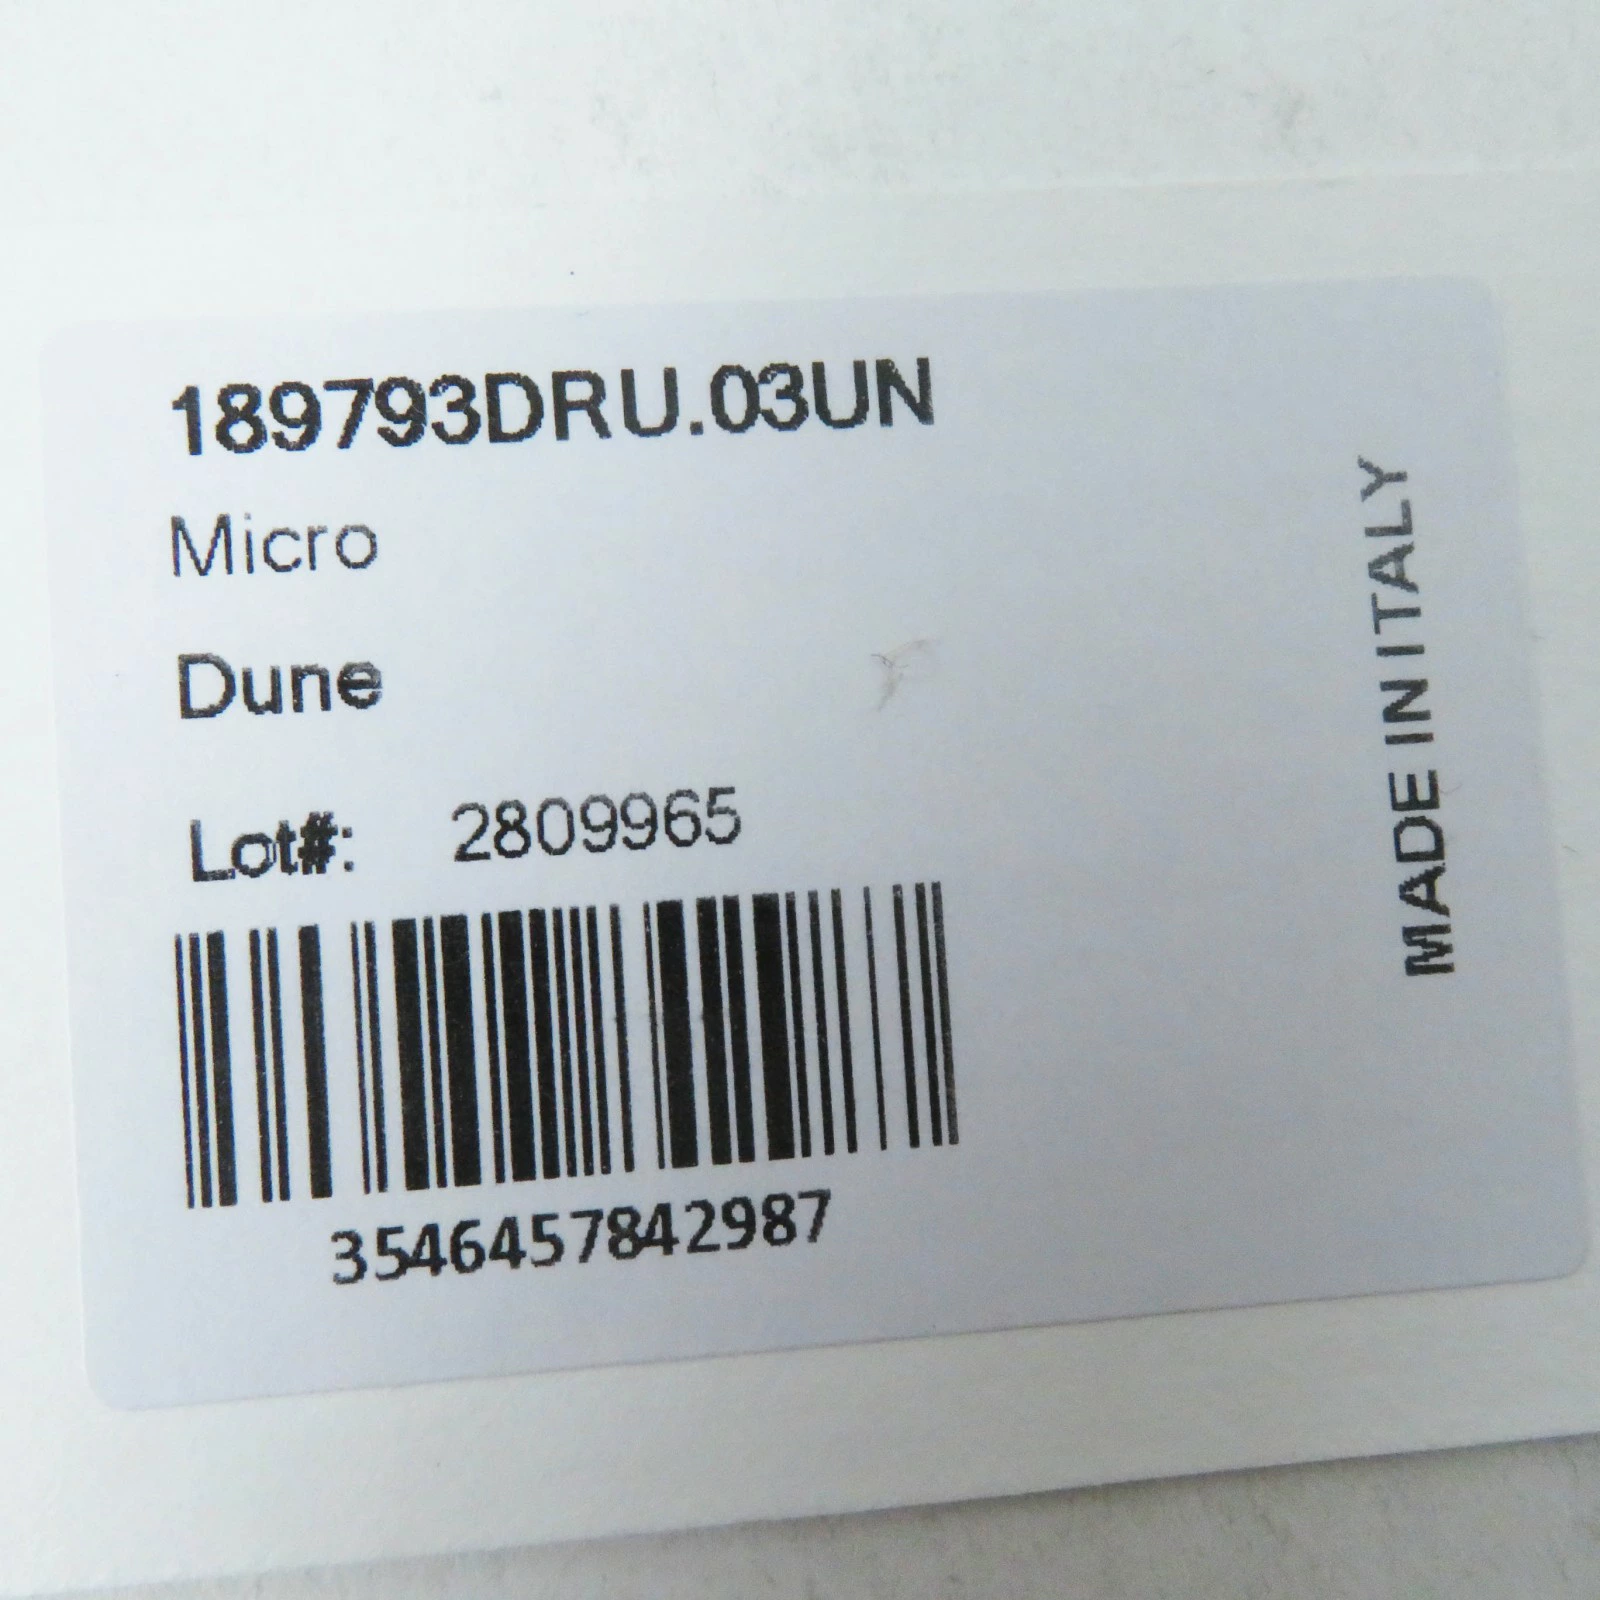 189793DRU.03UN
Micro
Dune
Lot#: 2809965
3546457842987
MADE IN ITALY